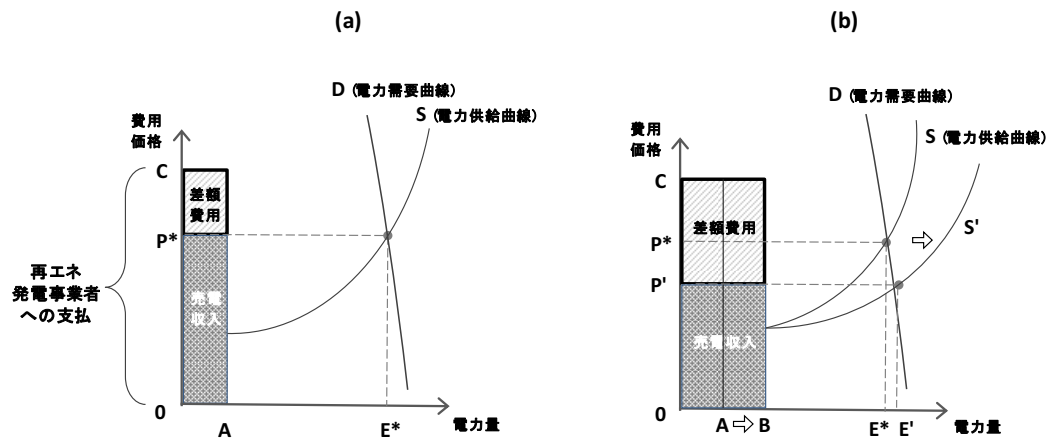 (a)
D (電力需要曲線)
S (電力供給曲線)
費用
価格
C
差額
費用
P*
再エネ
発電事業者
への支払
売電
収入
0
A
E*
電力量
(b)
D (電力需要曲線)
S (電力供給曲線)
費用
価格
C
差額費用
S'
P*
P'
売電収入
0
A ⇨ B
E* E'
電力量